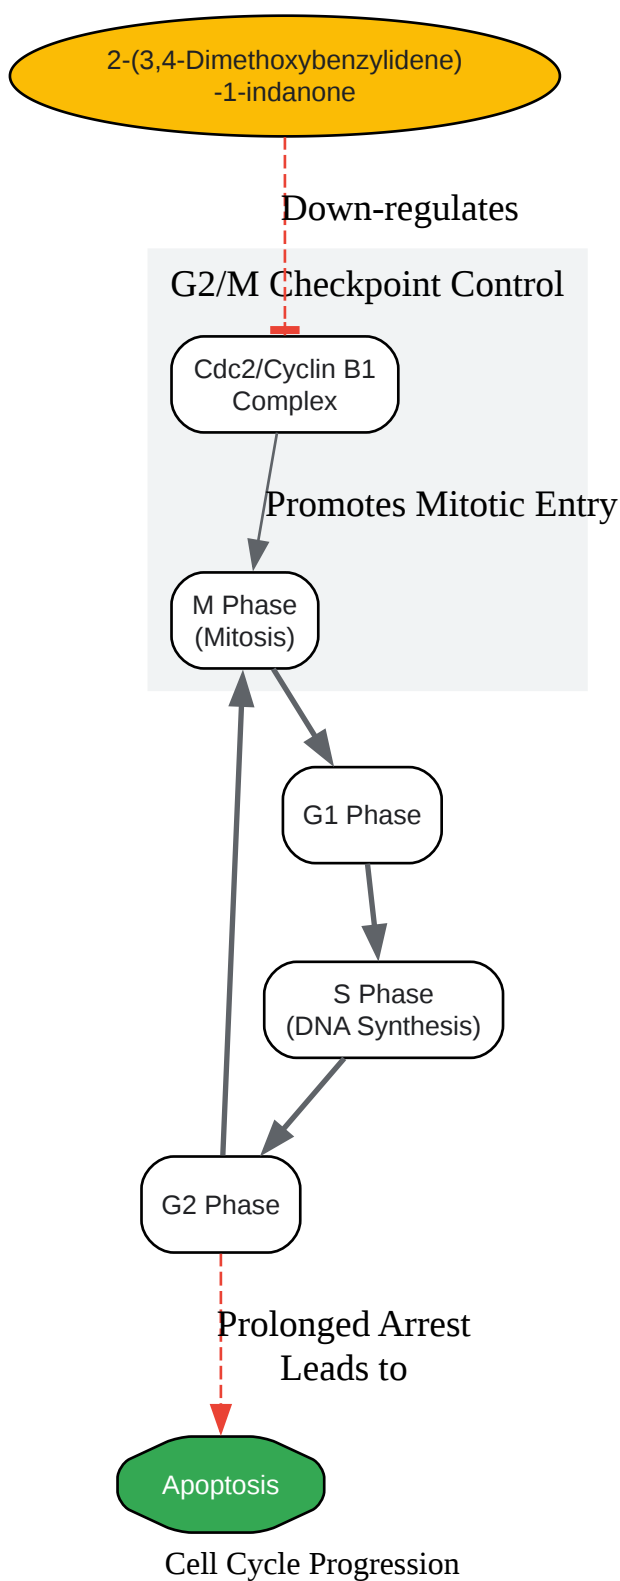 2-(3,4-Dimethoxybenzylidene)
-1-indanone
Down-regulates
G2/M Checkpoint Control
Cdc2/Cyclin B1
Complex
Promotes Mitotic Entry
M Phase
(Mitosis)
G1 Phase
S Phase
(DNA Synthesis)
G2 Phase
Prolonged Arrest
Leads to
Apoptosis
Cell Cycle Progression